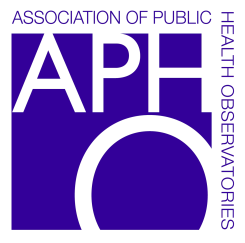 ASSOCIATION OF PUBLIC
HEALTH OBSERVATORIES
APH
O